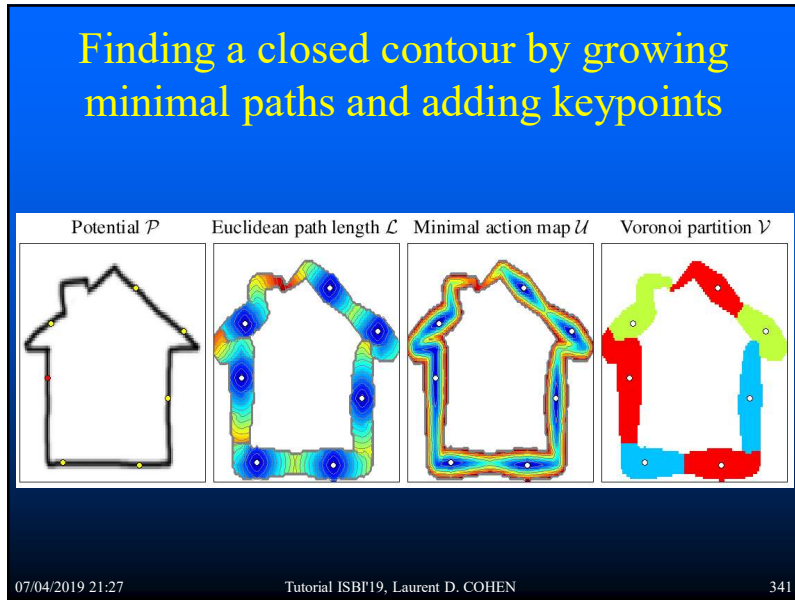 Finding a closed contour by growing
minimal paths and adding keypoints
Potential 𝒫 Euclidean path length ℒ Minimal action map 𝒰 Voronoi partition 𝒱
07/04/2019 21:27 Tutorial ISBI'19, Laurent D. COHEN 341